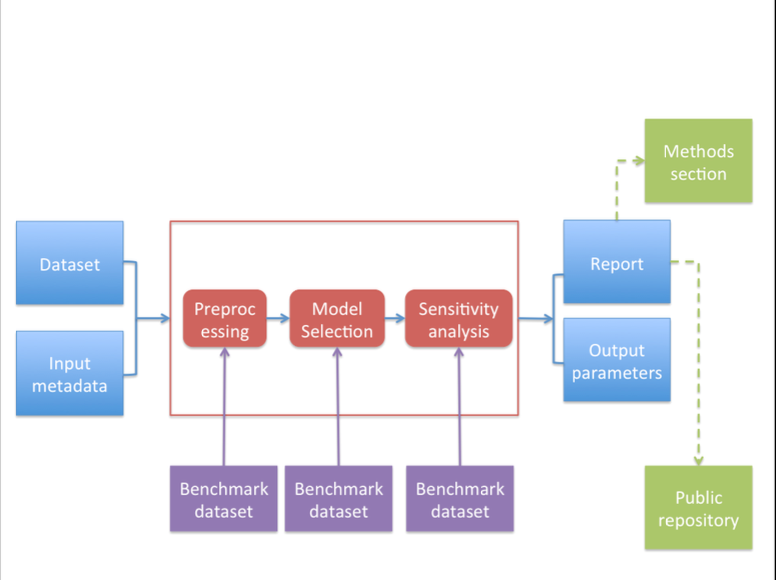 Methods
section
Dataset
Report
Preproc
essing
Model
Selection
Sensitivity
analysis
Input
metadata
Output
parameters
Benchmark
dataset
Benchmark
dataset
Benchmark
dataset
Public
repository